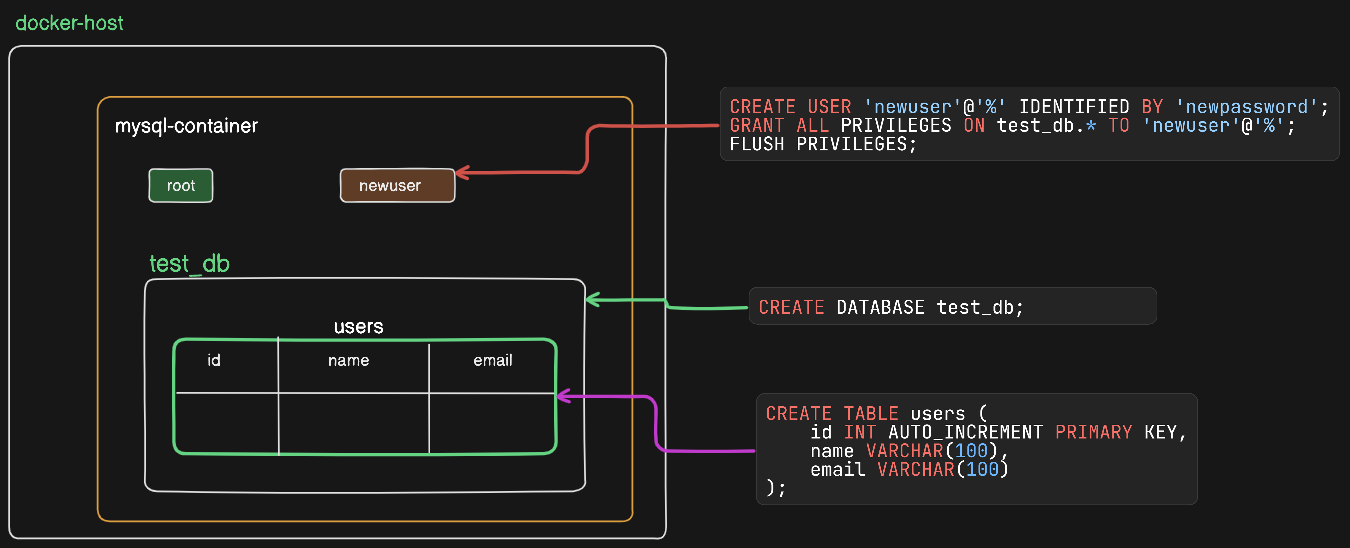 docker-host
mysql-container
root
newuser
test_db
users
id name email
CREATE USER 'newuser'@'%' IDENTIFIED BY 'newpassword';
GRANT ALL PRIVILEGES ON test_db.* TO 'newuser'@'%';
FLUSH PRIVILEGES;
CREATE DATABASE test_db;
CREATE TABLE users (
    id INT AUTO_INCREMENT PRIMARY KEY,
    name VARCHAR(100),
    email VARCHAR(100)
);